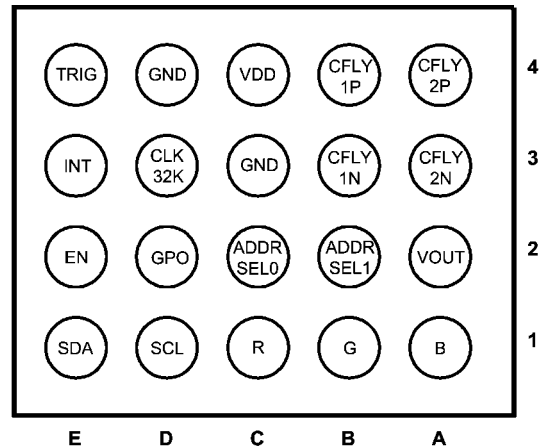 TRIG GND VDD CFLY 1P CFLY 2P 4
INT CLK 32K GND CFLY 1N CFLY 2N 3
EN GPO ADDR SEL0 ADDR SEL1 VOUT 2
SDA SCL R G B 1
E D C B A